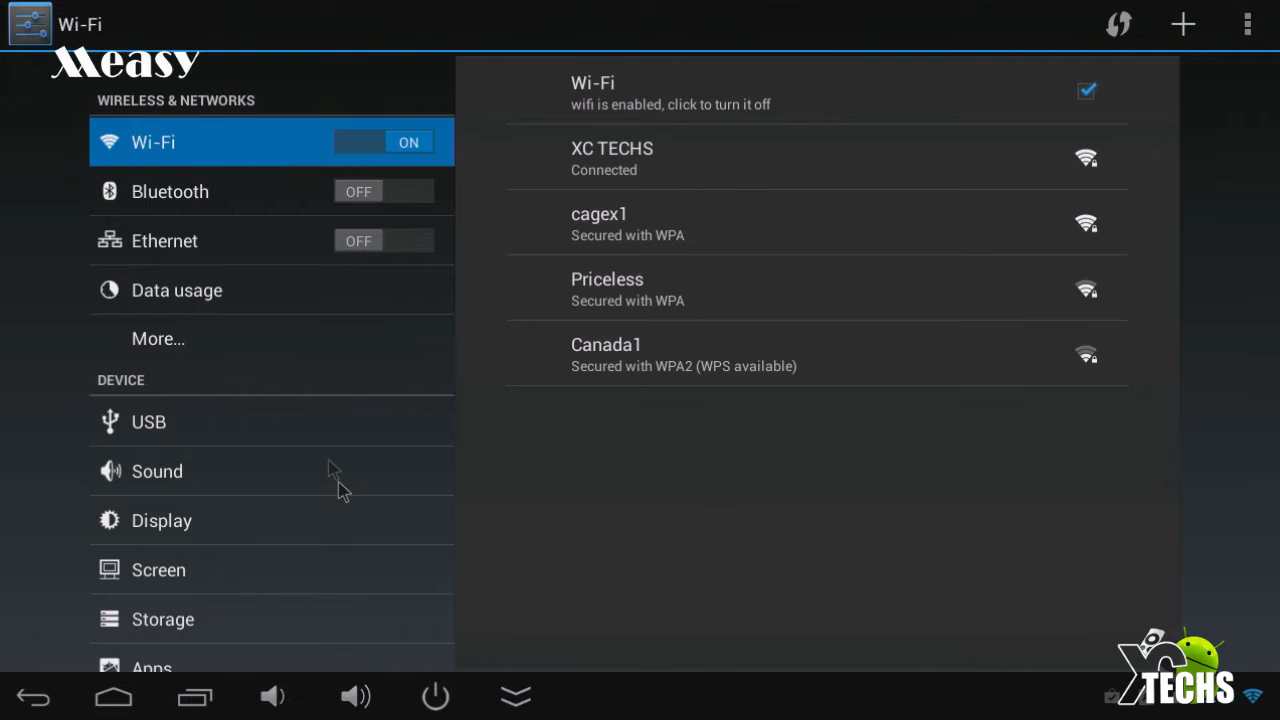 Wi-Fi
Measy
WIRELESS & NETWORKS
Wi-Fi
ON
Bluetooth
OFF
Ethernet
OFF
Data usage
More...
DEVICE
USB
Sound
Display
Screen
Storage
Apps
Wi-Fi
wifi is enabled, click to turn it off
XC TECHS
Connected
cagex1
Secured with WPA
Priceless
Secured with WPA
Canada1
Secured with WPA2 (WPS available)
XC
TECHS